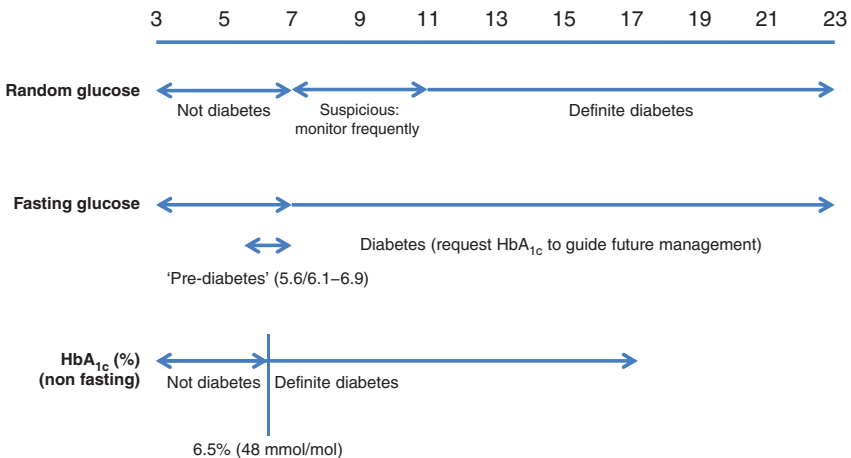 3 5 7 9 11 13 15 17 19 21 23
Random glucose
Not diabetes
Suspicious:
monitor frequently
Definite diabetes
Fasting glucose
Diabetes (request HbA1c to guide future management)
‘Pre-diabetes’ (5.6/6.1–6.9)
HbA1c (%)
(non fasting)
Not diabetes
Definite diabetes
6.5% (48 mmol/mol)